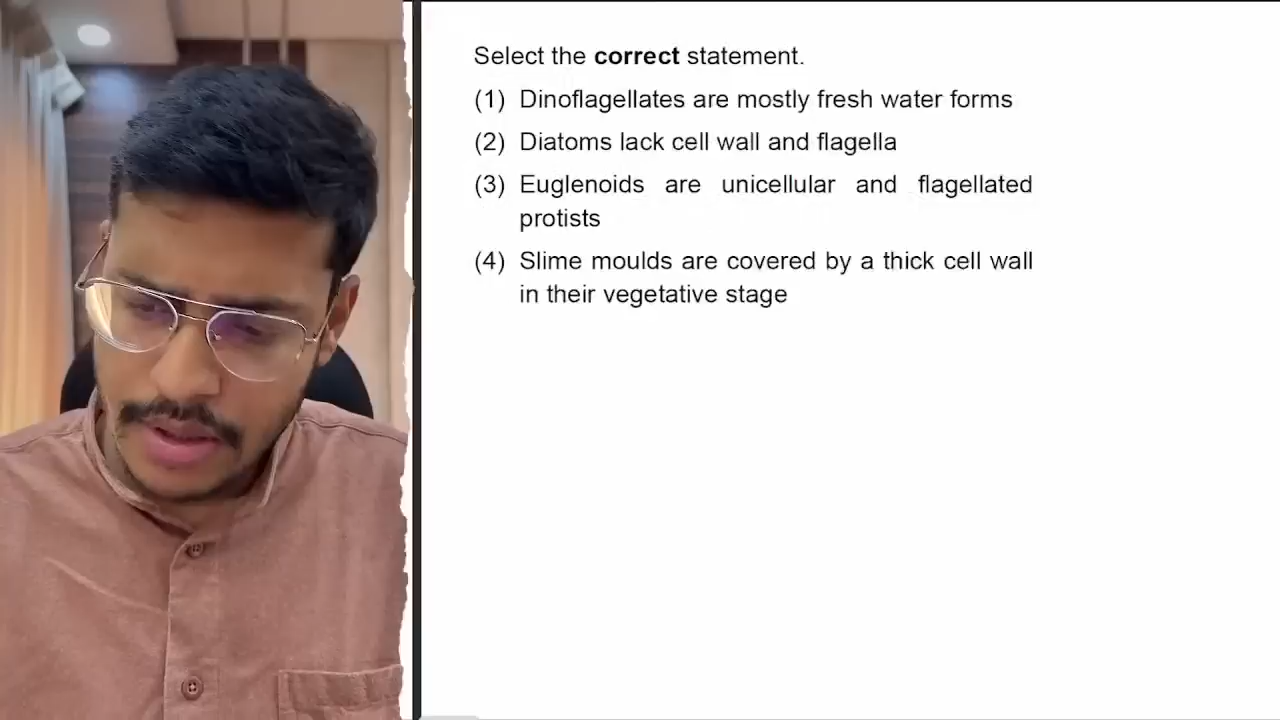 Select the correct statement.
(1) Dinoflagellates are mostly fresh water forms
(2) Diatoms lack cell wall and flagella
(3) Euglenoids are unicellular and flagellated
protists
(4) Slime moulds are covered by a thick cell wall
in their vegetative stage